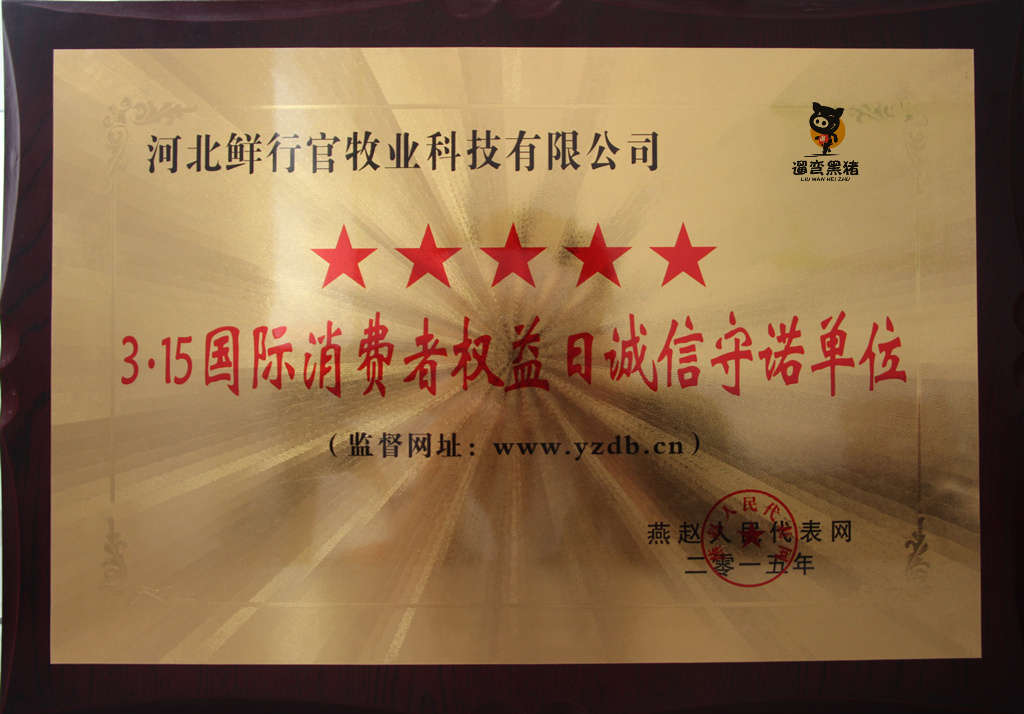 河北鲜行官牧业科技有限公司
遛弯黑猪
LIU WAN HEI ZHU
3·15国际消费者权益日诚信守诺单位
（监督网址：www.yzdb.cn）
燕赵人民代表网
二零一五年